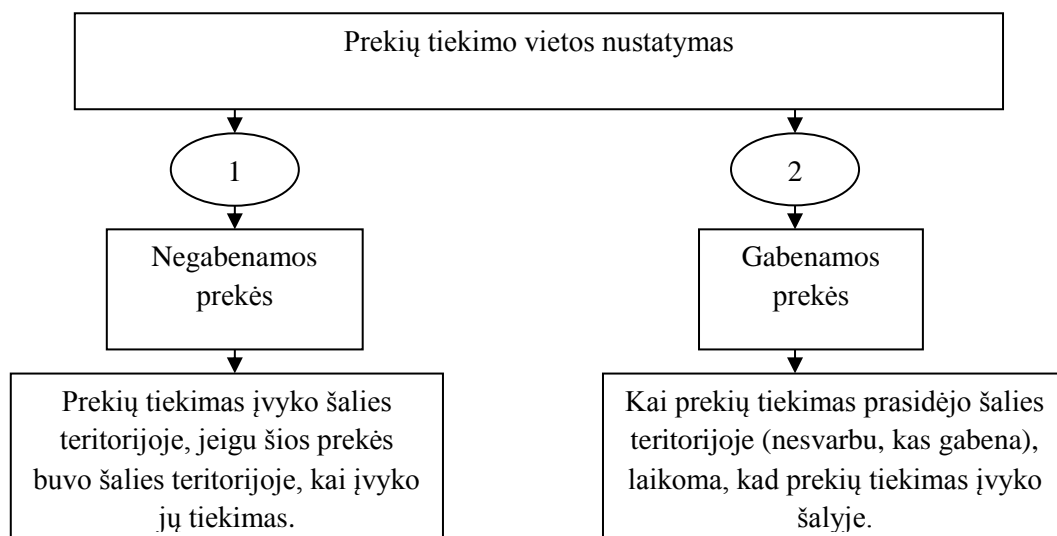 Prekių tiekimo vietos nustatymas
1
2
Negabenamos
prekės
Gabenamos
prekės
Prekių tiekimas įvyko šalies
teritorijoje, jeigu šios prekės
buvo šalies teritorijoje, kai įvyko
jų tiekimas.
Kai prekių tiekimas prasidėjo šalies
teritorijoje (nesvarbu, kas gabena),
laikoma, kad prekių tiekimas įvyko
šalyje.